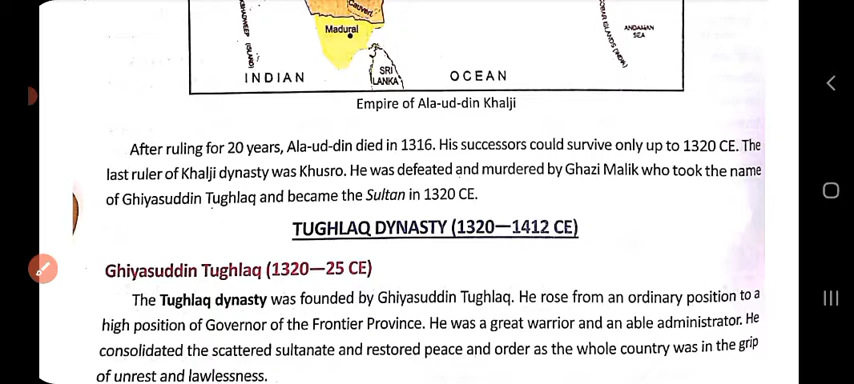 Cauvery
Madurai
SRI
LANKA
INDIAN OCEAN
ANDAMAN
SEA
Empire of Ala-ud-din Khalji
After ruling for 20 years, Ala-ud-din died in 1316. His successors could survive only up to 1320 CE. The
last ruler of Khalji dynasty was Khusro. He was defeated and murdered by Ghazi Malik who took the name
of Ghiyasuddin Tughlaq and became the Sultan in 1320 CE.
TUGHLAQ DYNASTY (1320—1412 CE)
Ghiyasuddin Tughlaq (1320—25 CE)
The Tughlaq dynasty was founded by Ghiyasuddin Tughlaq. He rose from an ordinary position to a
high position of Governor of the Frontier Province. He was a great warrior and an able administrator. He
consolidated the scattered sultanate and restored peace and order as the whole country was in the grip
of unrest and lawlessness.